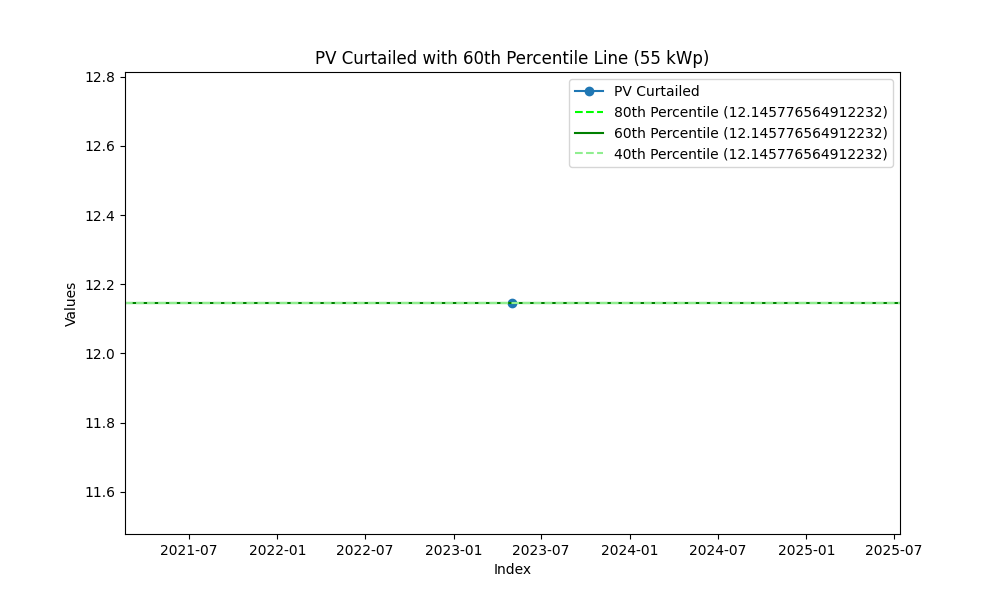 PV Curtailed with 60th Percentile Line (55 kWp)
PV Curtailed
80th Percentile (12.145776564912232)
60th Percentile (12.145776564912232)
40th Percentile (12.145776564912232)
12.8
12.6
12.4
12.2
12.0
11.8
11.6
Values
2021-07 2022-01 2022-07 2023-01 2023-07 2024-01 2024-07 2025-01 2025-07
Index